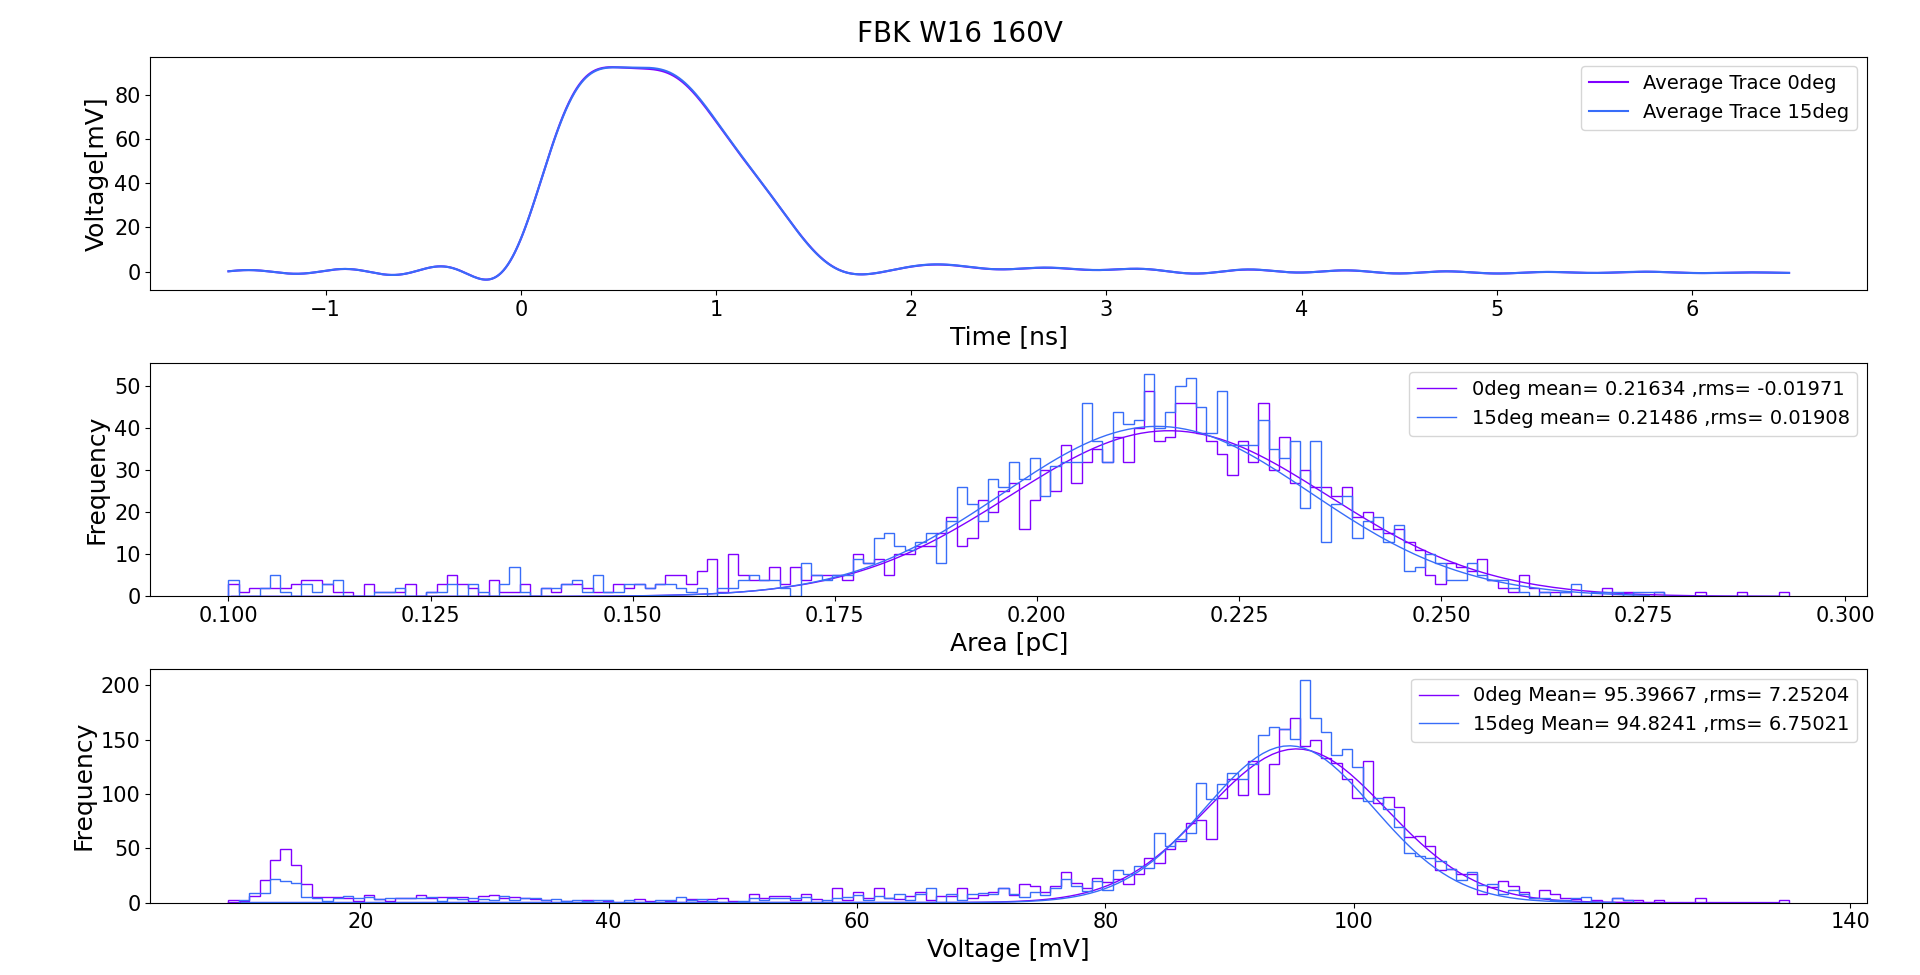 FBK W16 160V
Voltage[mV]
80
60
40
20
0
Average Trace 0deg
Average Trace 15deg
−1 0 1 2 3 4 5 6
Time [ns]
Frequency
50
40
30
20
10
0
0deg mean= 0.21634 ,rms= -0.01971
15deg mean= 0.21486 ,rms= 0.01908
0.100 0.125 0.150 0.175 0.200 0.225 0.250 0.275 0.300
Area [pC]
Frequency
200
150
100
50
0
0deg Mean= 95.39667 ,rms= 7.25204
15deg Mean= 94.8241 ,rms= 6.75021
20 40 60 80 100 120 140
Voltage [mV]